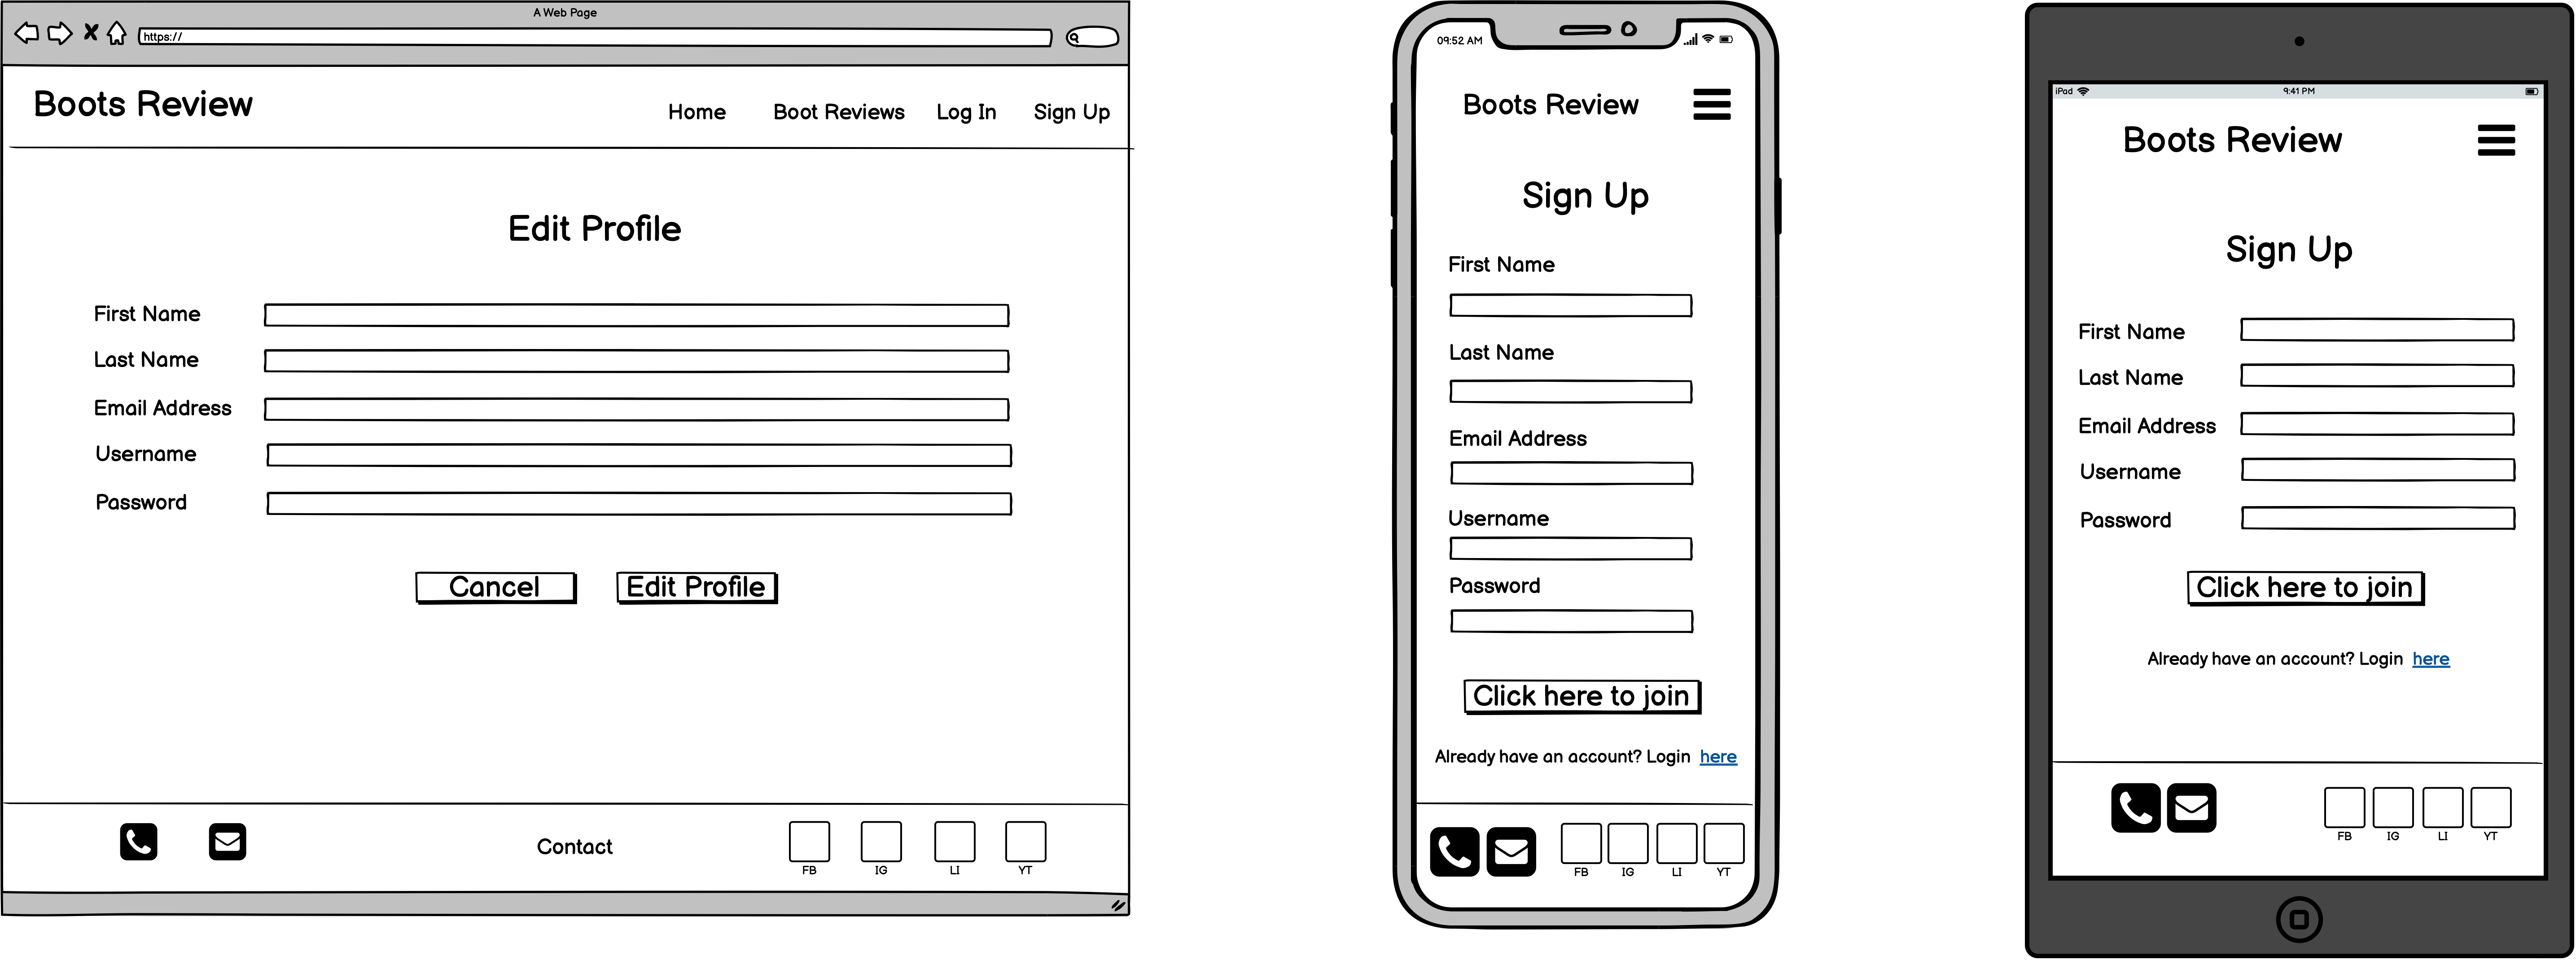 A Web Page
https://
Boots Review
Home Boot Reviews Log In Sign Up
Edit Profile
First Name
Last Name
Email Address
Username
Password
Cancel Edit Profile
Contact
FB IG LI YT
09:52 AM
Boots Review
Sign Up
First Name
Last Name
Email Address
Username
Password
Click here to join
Already have an account? Login here
FB IG LI YT
iPad 9:41 PM
Boots Review
Sign Up
First Name
Last Name
Email Address
Username
Password
Click here to join
Already have an account? Login here
FB IG LI YT